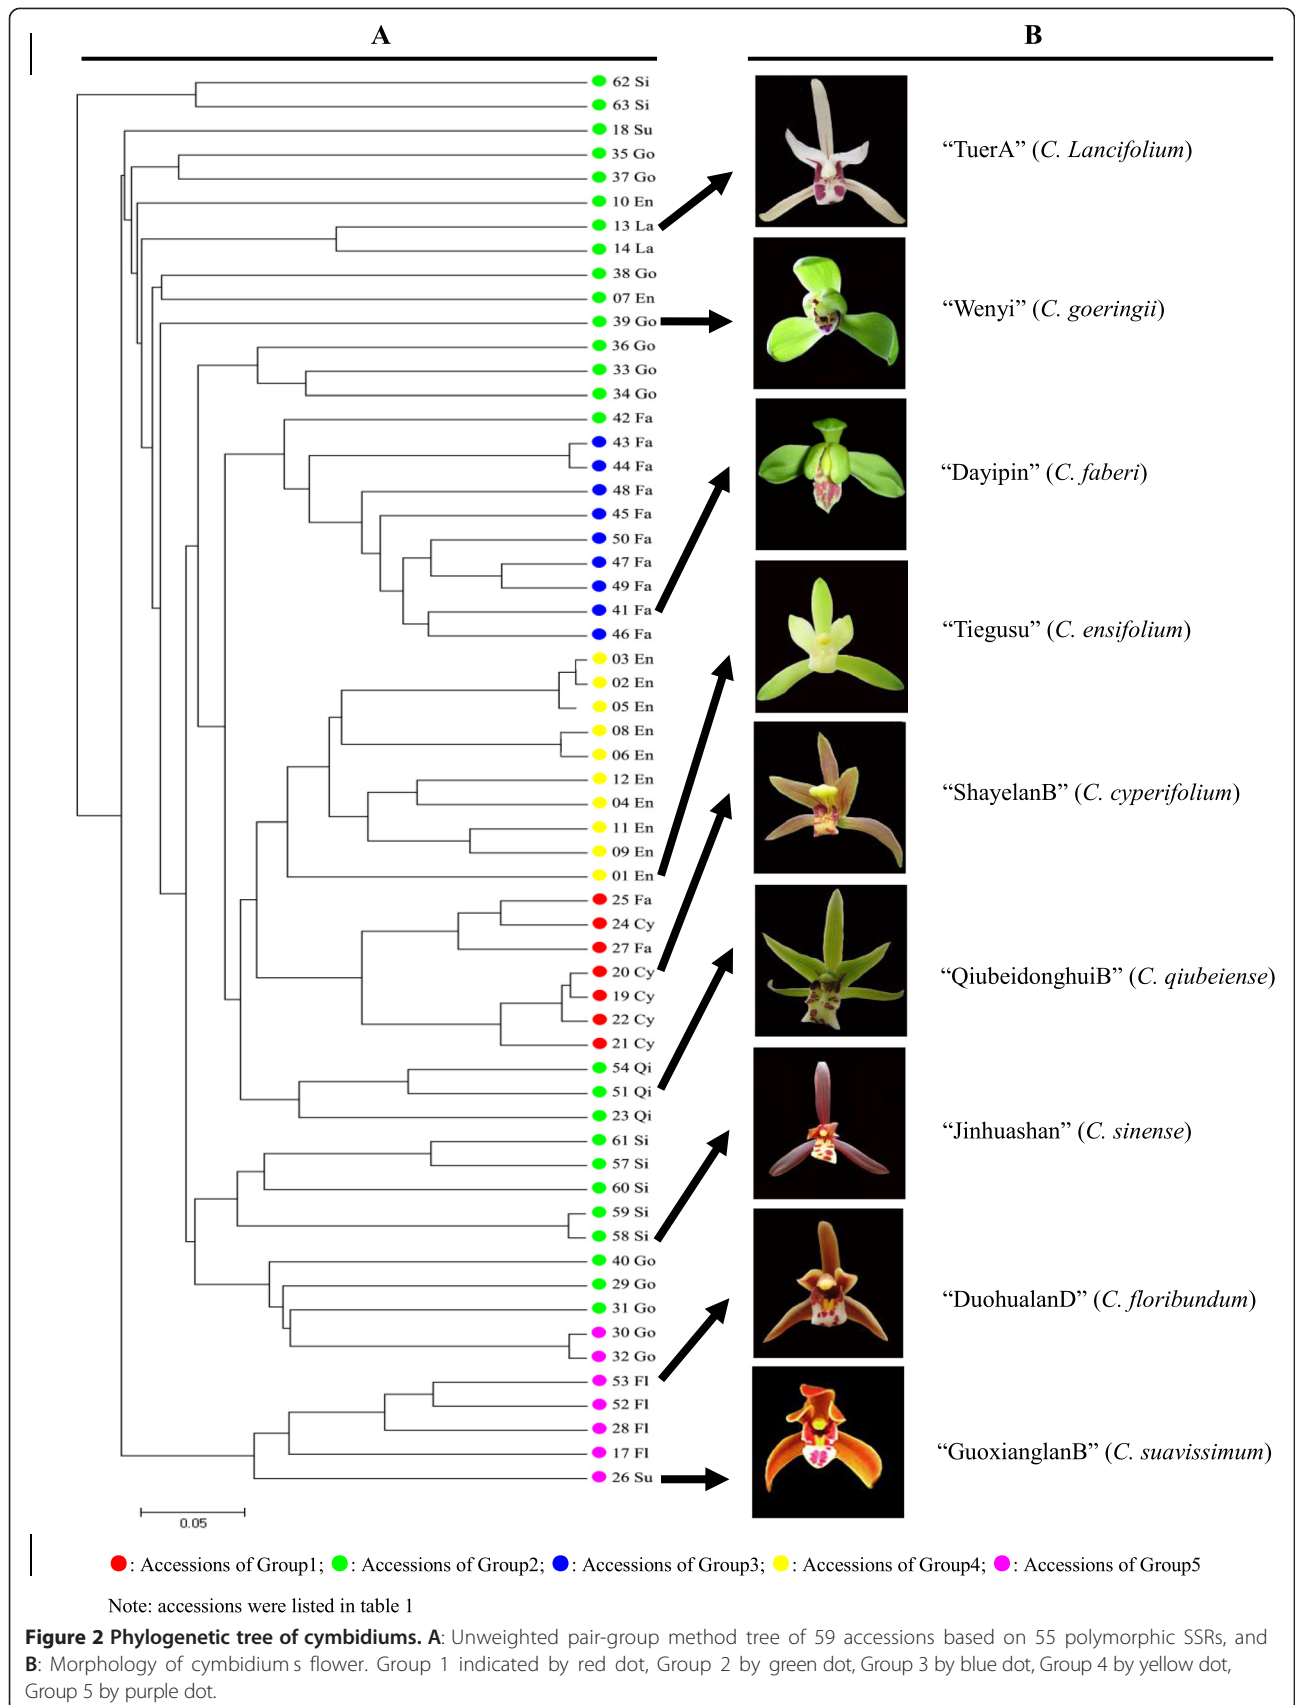 A
B
62 Si
63 Si
18 Su
35 Go
37 Go
10 En
13 La
14 La
38 Go
07 En
39 Go
36 Go
33 Go
34 Go
42 Fa
43 Fa
44 Fa
48 Fa
45 Fa
50 Fa
47 Fa
49 Fa
41 Fa
46 Fa
03 En
02 En
05 En
08 En
06 En
12 En
04 En
11 En
09 En
01 En
25 Fa
24 Cy
27 Fa
20 Cy
19 Cy
22 Cy
21 Cy
54 Qi
51 Qi
23 Qi
61 Si
57 Si
60 Si
59 Si
58 Si
40 Go
29 Go
31 Go
30 Go
32 Go
53 Fl
52 Fl
28 Fl
17 Fl
26 Su
0.05
“TuerA” (C. Lancifolium)
“Wenyi” (C. goeringii)
“Dayipin” (C. faberi)
“Tiegusu” (C. ensifolium)
“ShayelanB” (C. cyperifolium)
“QiubeidonghuiB” (C. qiubeiense)
“Jinhuashan” (C. sinense)
“DuohualanD” (C. floribundum)
“GuoxianglanB” (C. suavissimum)
: Accessions of Group1; : Accessions of Group2; : Accessions of Group3; : Accessions of Group4; : Accessions of Group5
Note: accessions were listed in table 1
Figure 2 Phylogenetic tree of cymbidiums. A: Unweighted pair-group method tree of 59 accessions based on 55 polymorphic SSRs, and
B: Morphology of cymbidiums flower. Group 1 indicated by red dot, Group 2 by green dot, Group 3 by blue dot, Group 4 by yellow dot,
Group 5 by purple dot.